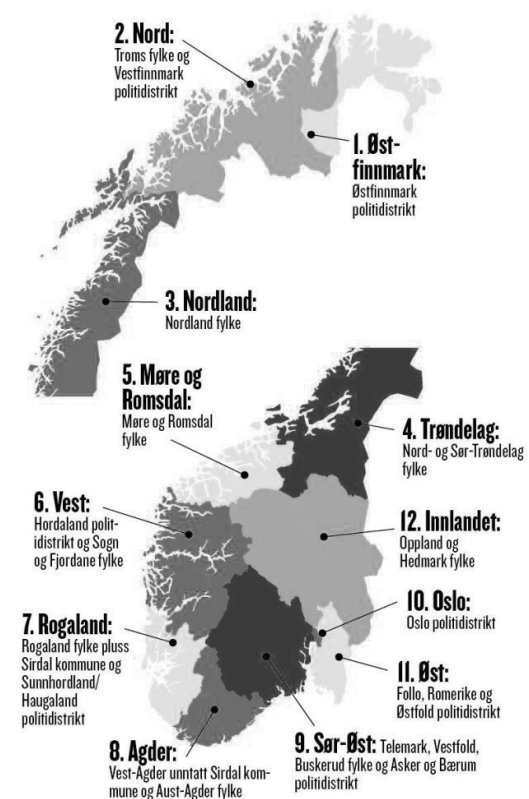 2. Nord:
Troms fylke og
Vestfinnmark
politidistrikt
1. Øst-
finnmark:
Østfinnmark
politidistrikt
3. Nordland:
Nordland fylke
5. Møre og
Romsdal:
Møre og Romsdal
fylke
4. Trøndelag:
Nord- og Sør-Trøndelag
fylke
6. Vest:
Hordaland polit-
idistrikt og Sogn
og Fjordane fylke
12. Innlandet:
Oppland og
Hedmark fylke
10. Oslo:
Oslo politidistrikt
7. Rogaland:
Rogaland fylke pluss
Sirdal kommune og
Sunnhordland/
Haugaland
politidistrikt
11. Øst:
Follo, Romerike og
Østfold politidistrikt
8. Agder:
Vest-Agder unntatt Sirdal kom-
mune og Aust-Agder fylke
9. Sør-Øst: Telemark, Vestfold,
Buskerud fylke og Asker og Bærum
politidistrikt